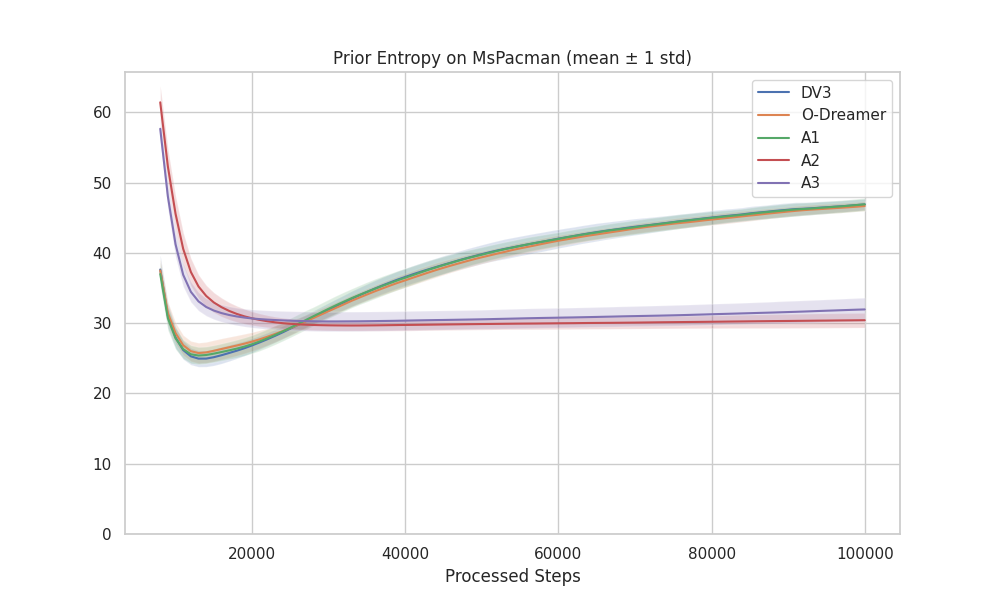 Prior Entropy on MsPacman (mean ± 1 std)
DV3
O-Dreamer
A1
A2
A3
60
50
40
30
20
10
0
20000 40000 60000 80000 100000
Processed Steps